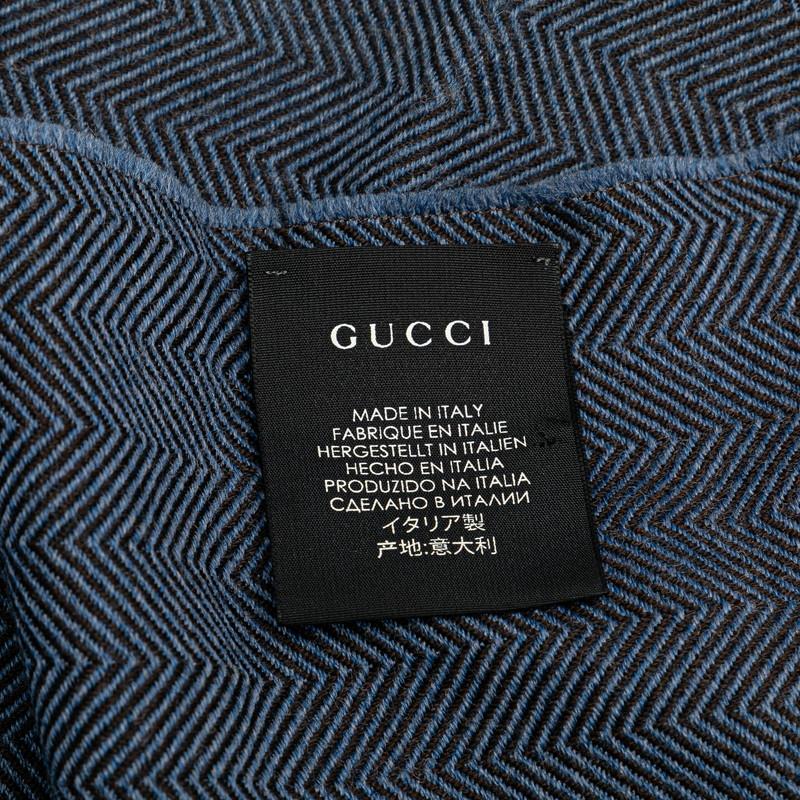 GUCCI
MADE IN ITALY
FABRIQUE EN ITALIE
HERGESTELLT IN ITALIEN
HECHO EN ITALIA
PRODUZIDO NA ITALIA
СДЕЛАНО В ИТАЛИИ
イタリア製
产地:意大利